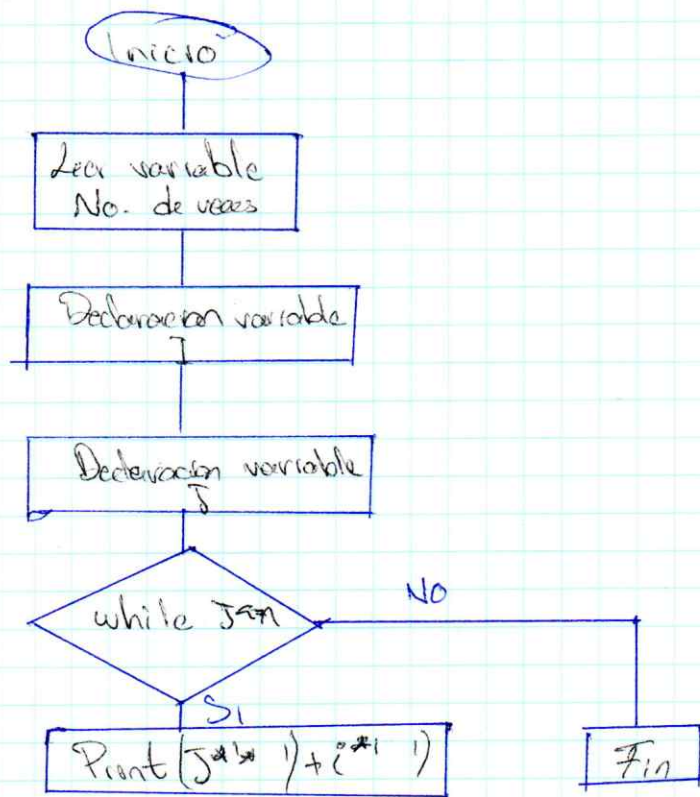 Inicio
Leer variable
No. de veces
Declaracion variable
I
Declaracion variable
J
while J<n
NO
Si
Print(J*' ')+i*' ')
Fin